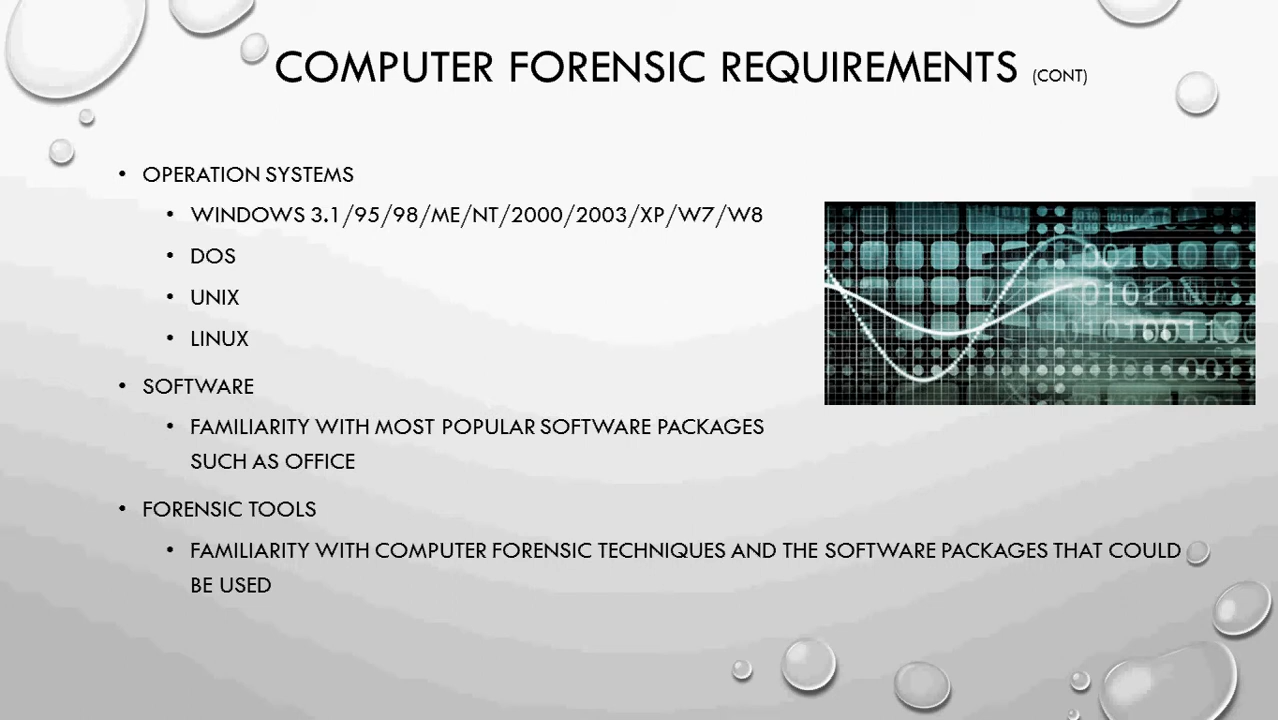 COMPUTER FORENSIC REQUIREMENTS (CONT)
• OPERATION SYSTEMS
• WINDOWS 3.1/95/98/ME/NT/2000/2003/XP/W7/W8
• DOS
• UNIX
• LINUX
• SOFTWARE
• FAMILIARITY WITH MOST POPULAR SOFTWARE PACKAGES
SUCH AS OFFICE
• FORENSIC TOOLS
• FAMILIARITY WITH COMPUTER FORENSIC TECHNIQUES AND THE SOFTWARE PACKAGES THAT COULD
BE USED